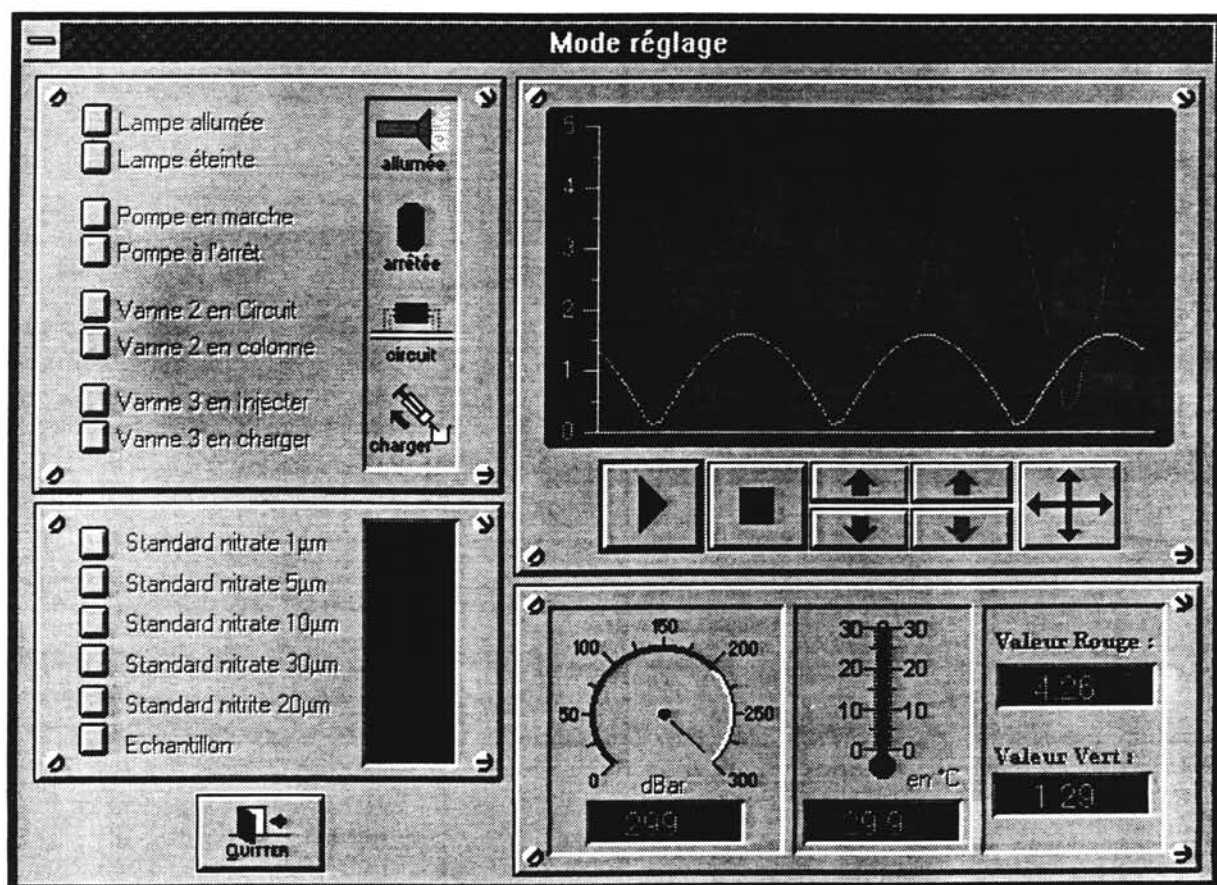 Mode réglage
Lampe allumée
Lampe éteinte
Pompe en marche
Pompe à l'arrêt
Vanne 2 en Circuit
Vanne 2 en colonne
Vanne 3 en Injecter
Vanne 3 en charger
allumée
arrêtée
circuit
charger
5
4
3
2
1
0
Standard nitrate 1µm
Standard nitrate 5µm
Standard nitrate 10µm
Standard nitrate 30µm
Standard nitrite 20µm
Echantillon
QUITTER
0 50 100 150 200 250 300
dBar
299
30 30
20 20
10 10
0 0
en °C
29.9
Valeur Rouge :
4.26
Valeur Vert :
1.29